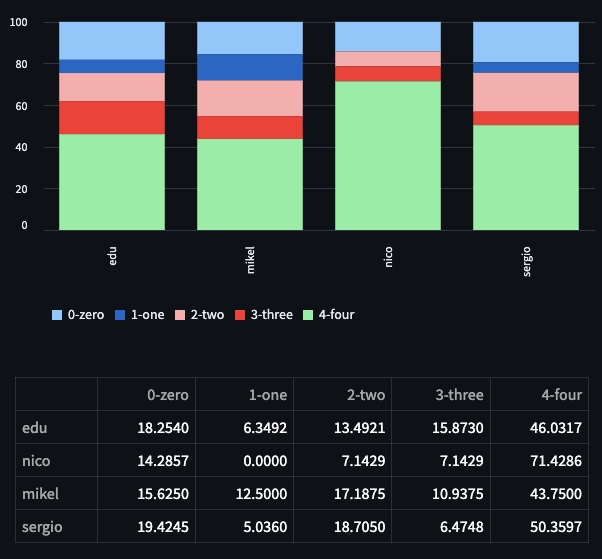 100
80
60
40
20
0
edu mikel nico sergio
0-zero 1-one 2-two 3-three 4-four
0-zero 1-one 2-two 3-three 4-four
edu 18.2540 6.3492 13.4921 15.8730 46.0317
nico 14.2857 0.0000 7.1429 7.1429 71.4286
mikel 15.6250 12.5000 17.1875 10.9375 43.7500
sergio 19.4245 5.0360 18.7050 6.4748 50.3597